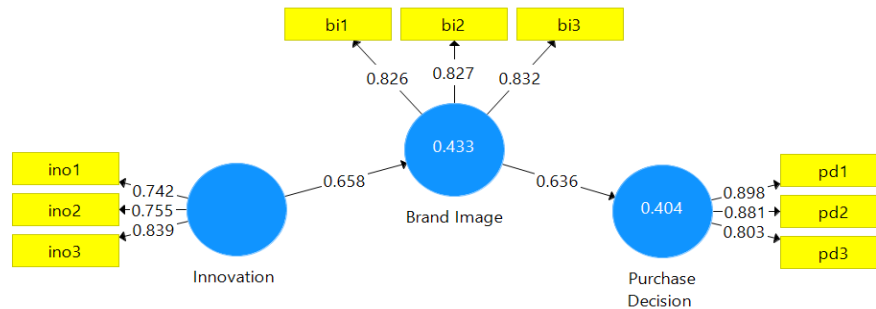 bi1
bi2
bi3
0.826
0.827
0.832
0.433
Brand Image
ino1
ino2
ino3
0.742
0.755
0.839
Innovation
0.658
0.636
0.404
Purchase
Decision
0.898
0.881
0.803
pd1
pd2
pd3